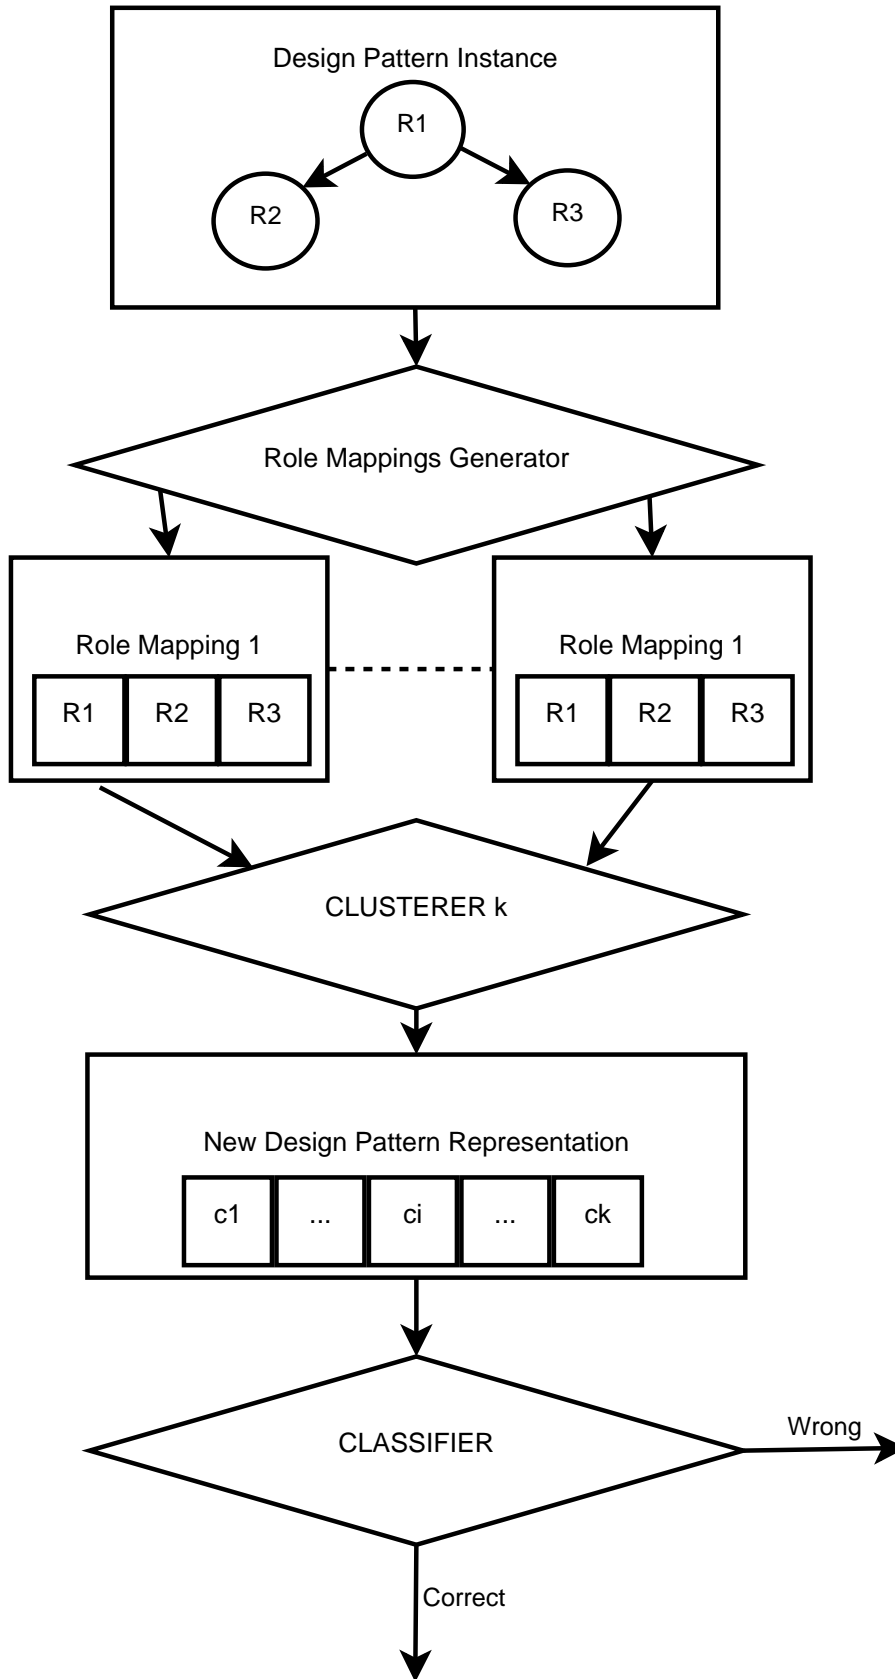 Design Pattern Instance
R1
R2
R3
Role Mappings Generator
Role Mapping 1
R1 R2 R3
Role Mapping 1
R1 R2 R3
CLUSTERER k
New Design Pattern Representation
c1 ... ci ... ck
CLASSIFIER
Wrong
Correct